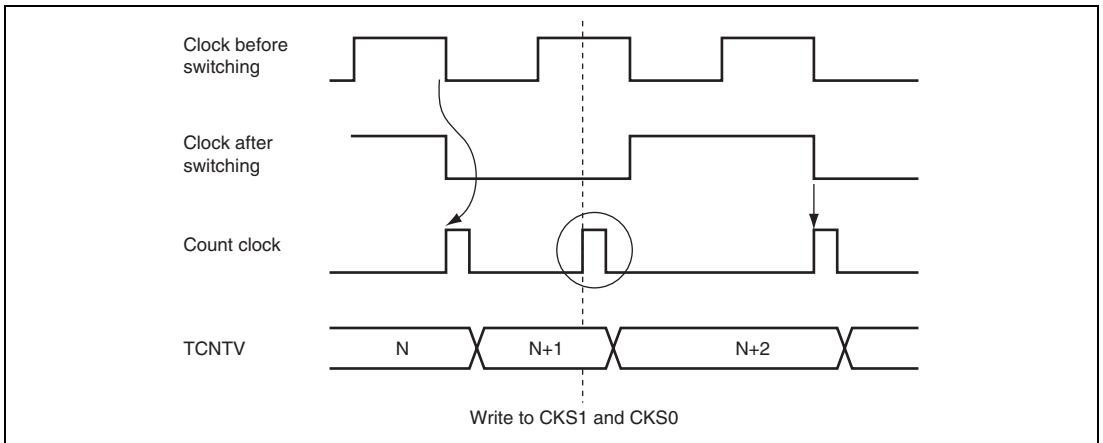 Clock before
switching
Clock after
switching
Count clock
TCNTV
N
N+1
N+2
Write to CKS1 and CKS0